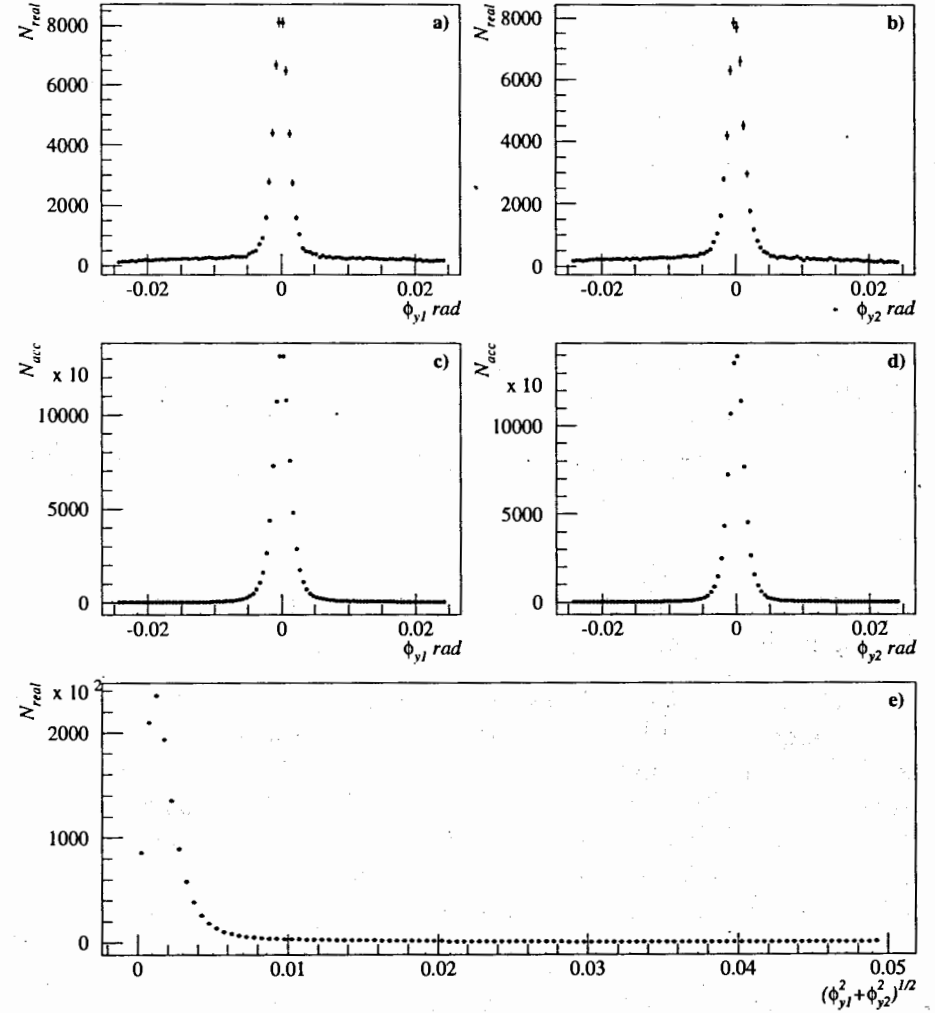 N_real 8000 6000 4000 2000 0 a)
-0.02 0 0.02
ϕ_y1 rad
N_real 8000 6000 4000 2000 0 b)
-0.02 0 0.02
ϕ_y2 rad
N_acc x 10 10000 5000 0 c)
-0.02 0 0.02
ϕ_y1 rad
N_acc x 10 10000 5000 0 d)
-0.02 0 0.02
ϕ_y2 rad
N_real x 10^2 2000 1000 0 e)
0 0.01 0.02 0.03 0.04 0.05
(ϕ_y1^2+ϕ_y2^2)^1/2